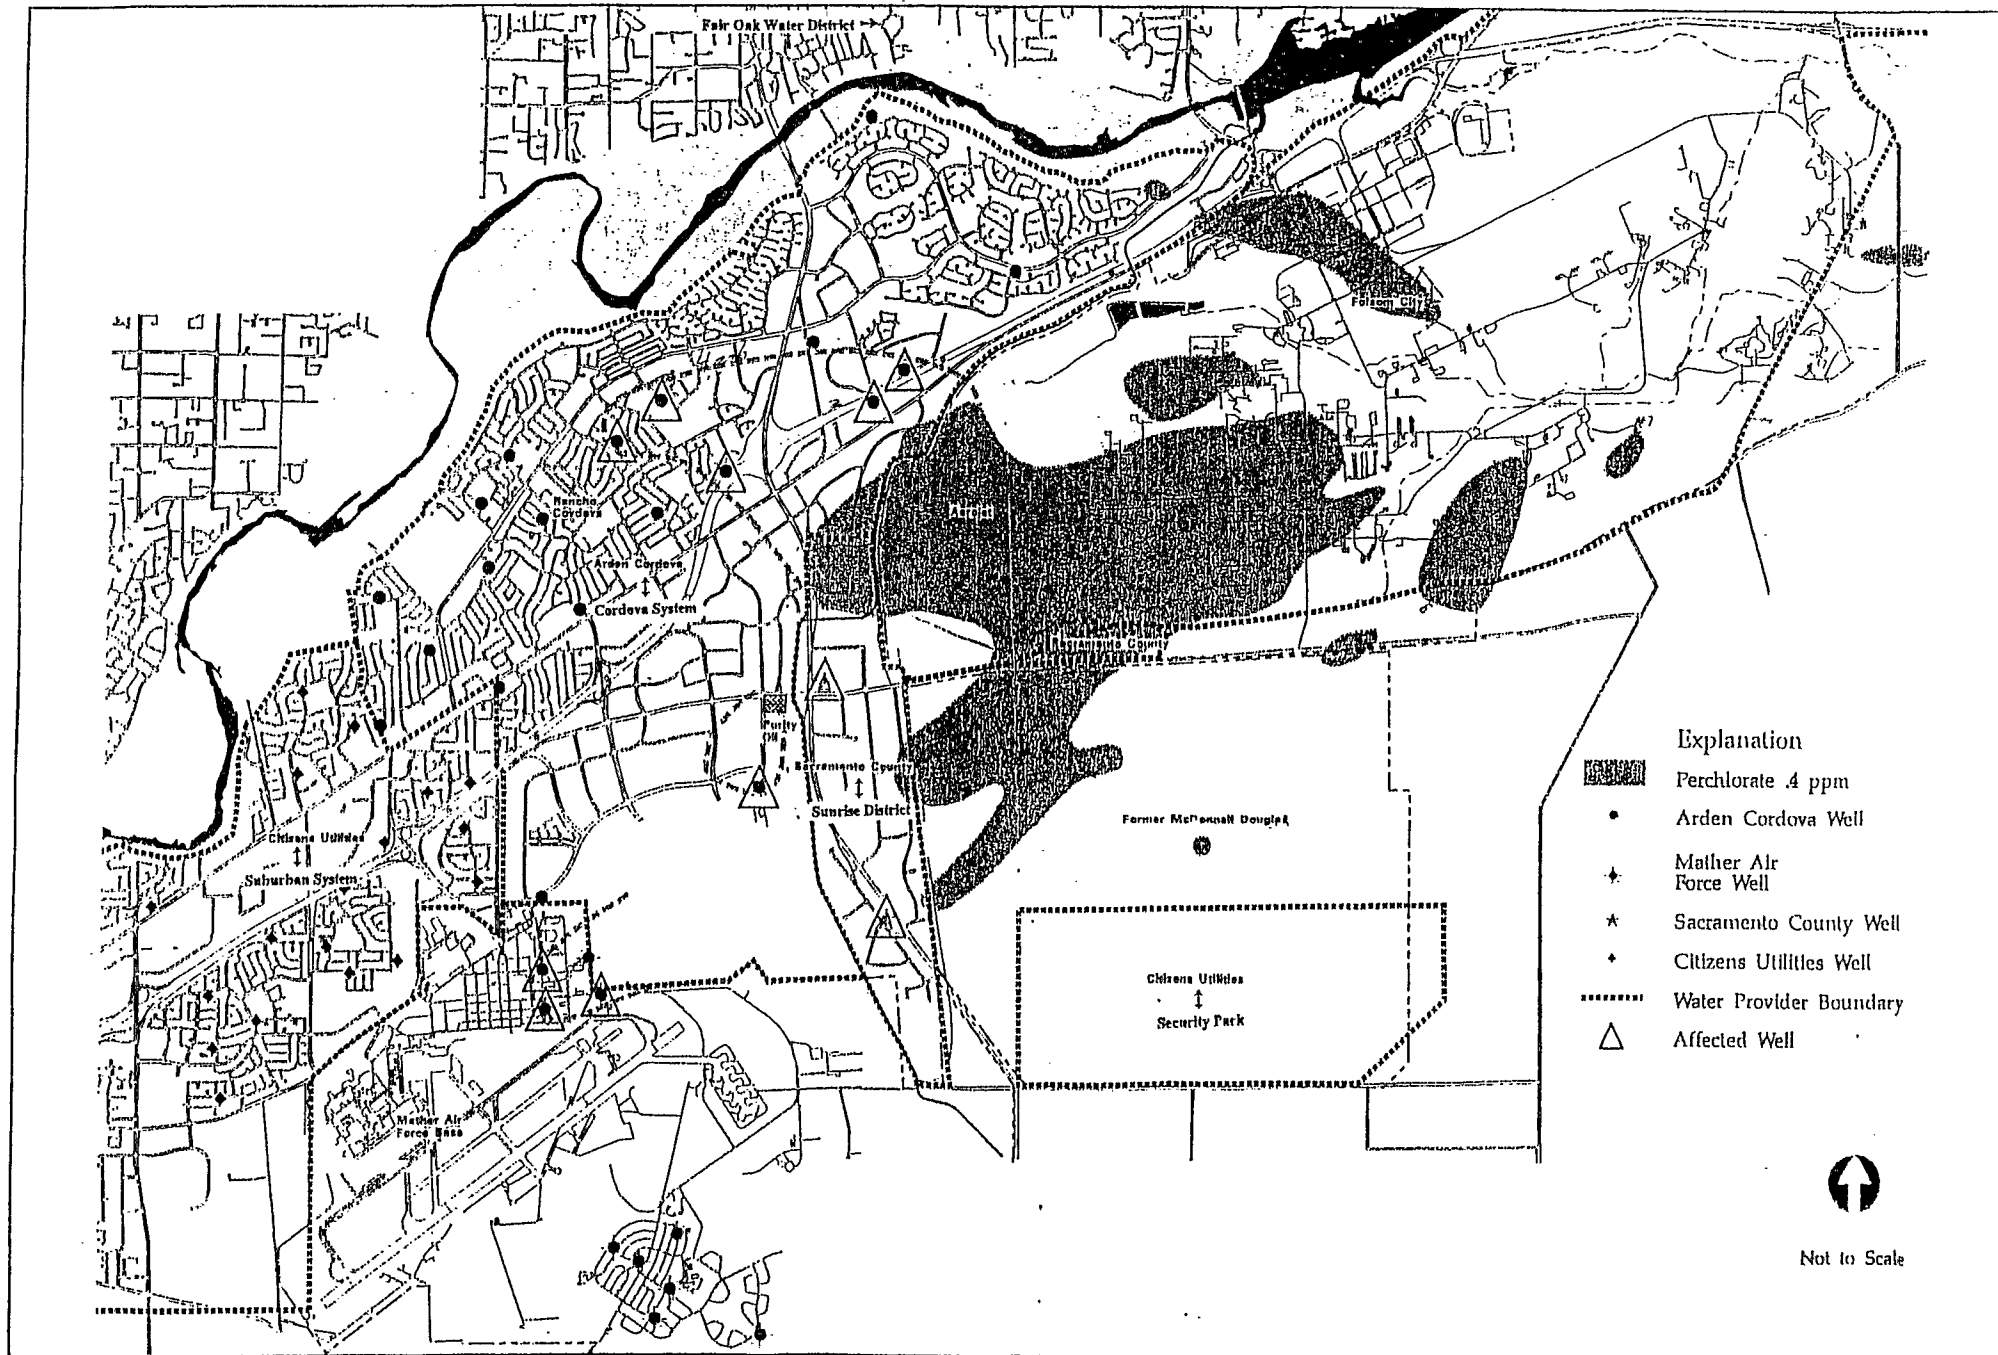 Fair Oak Water District
Folsom City
Aerojet
Rancho
Cordova
Arden Cordova
Cordova System
Sacramento County
Purity
Oil
Sacramento County
Sunrise District
Former McDonnell Douglas
Citizens Utilities
Suburban System
Citizens Utilities
Security Park
Mather Air
Force Base
Explanation
Perchlorate .4 ppm
Arden Cordova Well
Mather Air
Force Well
Sacramento County Well
Citizens Utilities Well
Water Provider Boundary
Affected Well
Not to Scale